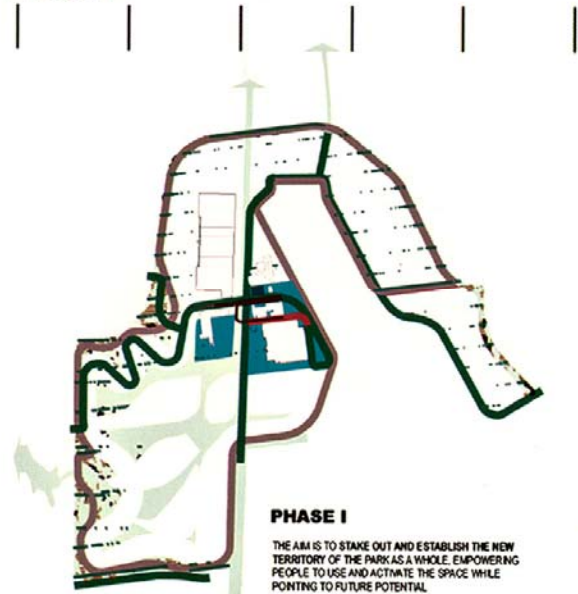 PHASE I
THE AIM IS TO STAKE OUT AND ESTABLISH THE NEW
TERRITORY OF THE PARK AS A WHOLE, EMPOWERING
PEOPLE TO USE AND ACTIVATE THE SPACE WHILE
POINTING TO FUTURE POTENTIAL